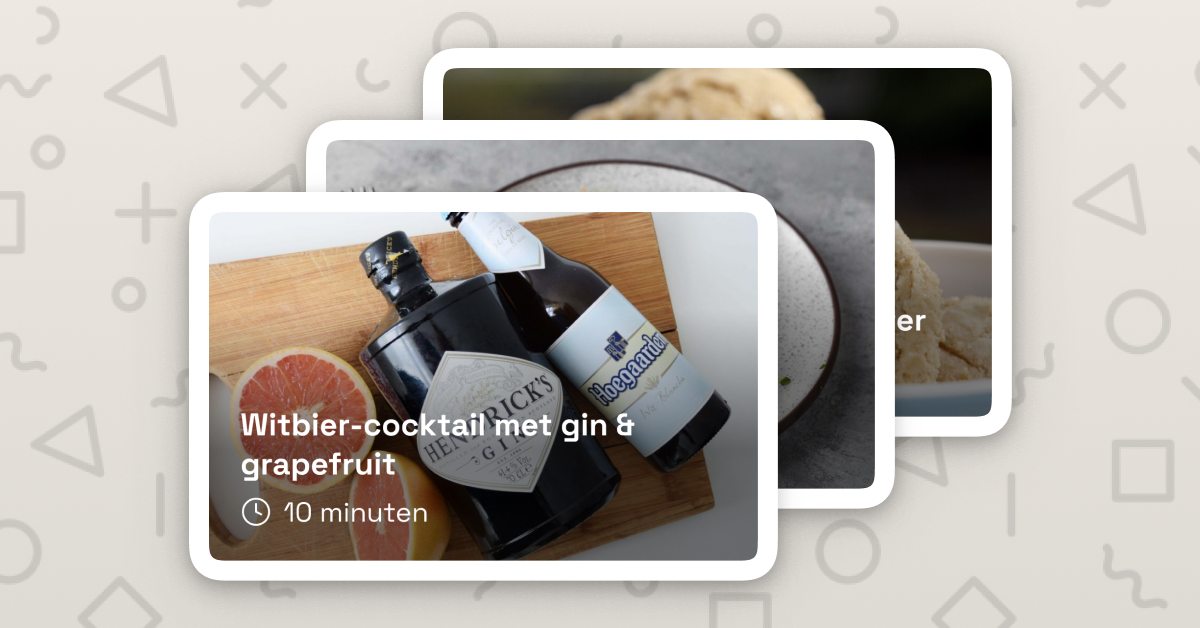 er
Hoegaarden
HENDRICK'S
GIN
Witbier-cocktail met gin &
grapefruit
10 minuten